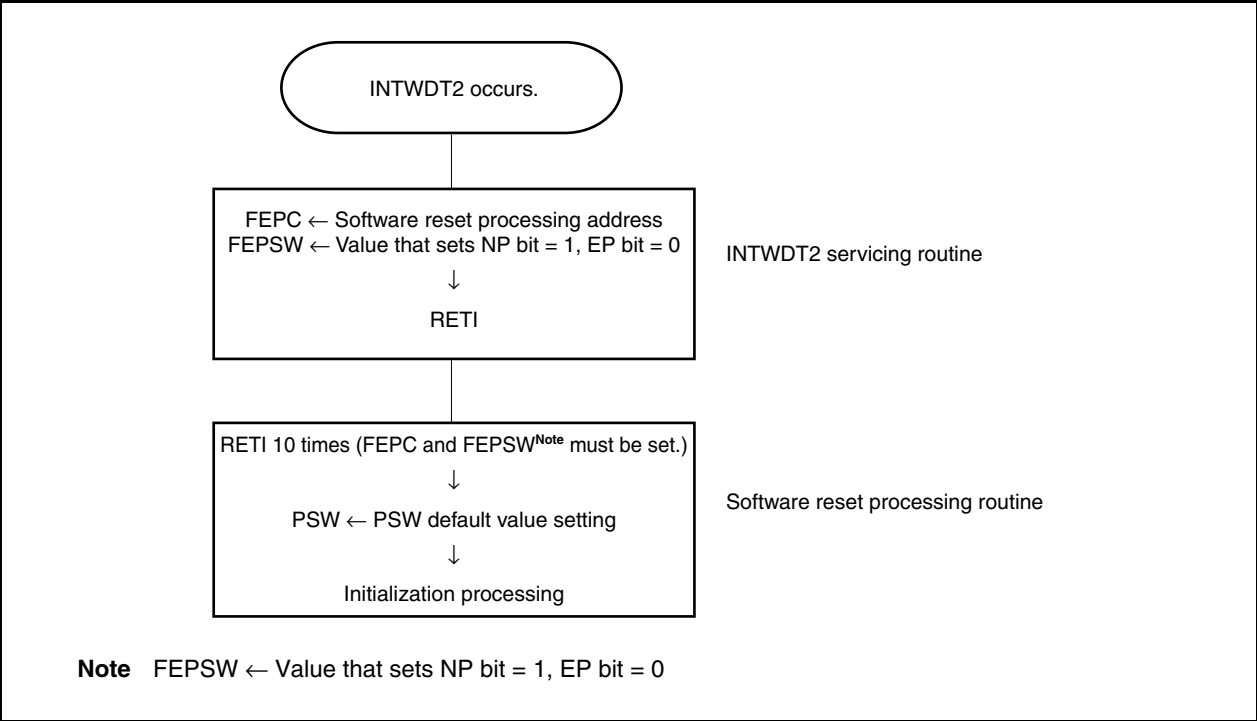 INTWDT2 occurs.
FEPC ← Software reset processing address
FEPSW ← Value that sets NP bit = 1, EP bit = 0
↓
RETI
INTWDT2 servicing routine
RETI 10 times (FEPC and FEPSWNote must be set.)
↓
PSW ← PSW default value setting
↓
Initialization processing
Software reset processing routine
Note FEPSW ← Value that sets NP bit = 1, EP bit = 0